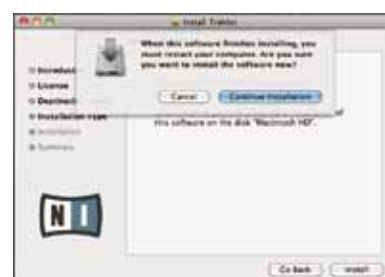 Install Traktor
When this software finishes installing, you
must restart your computer. Are you sure
you want to install the software now?
Cancel
Continue Installation
Introduct
License
Destinati
Installation Type
Installation
Summary
of
this software on the disk "Macintosh HD".
NI
Go Back
Install